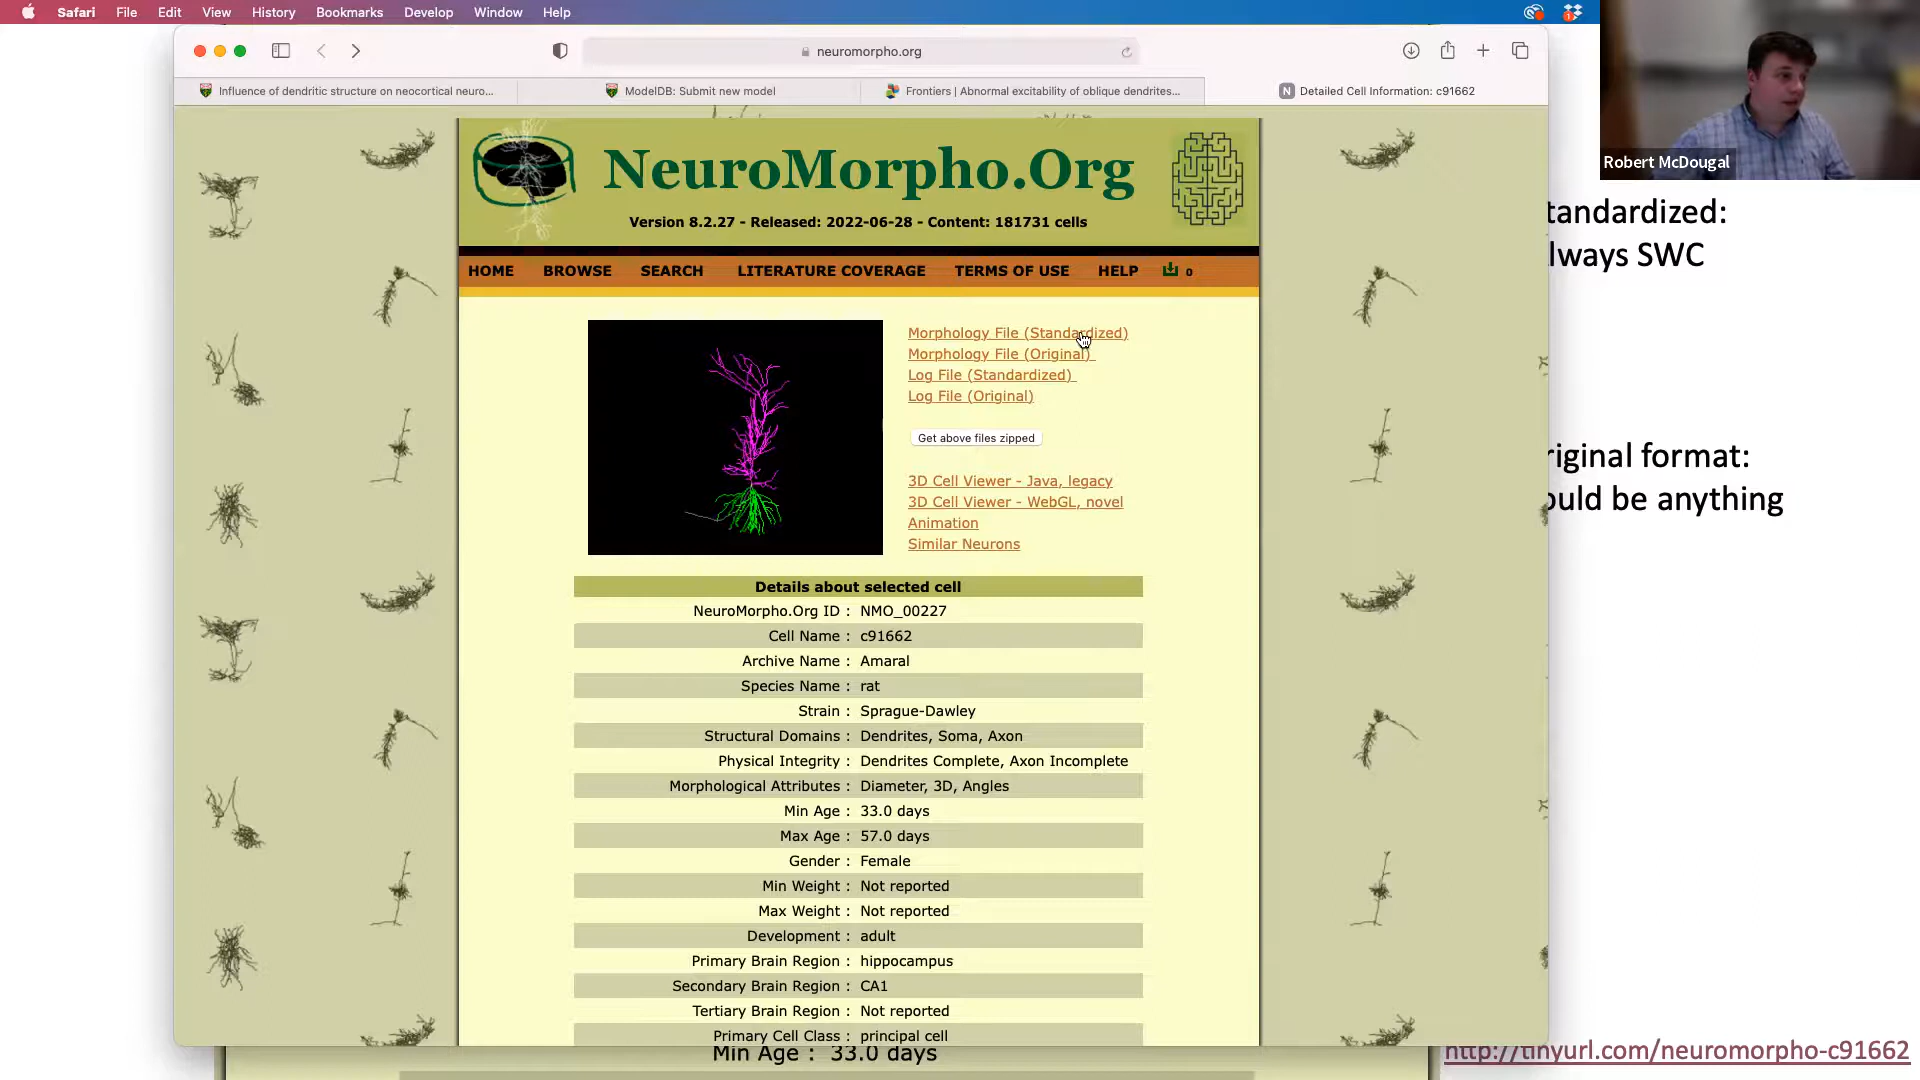 Safari File Edit View History Bookmarks Develop Window Help
neuromorpho.org
Influence of dendritic structure on neocortical neuro...
ModelDB: Submit new model
Frontiers | Abnormal excitability of oblique dendrites...
N Detailed Cell Information: c91662
Robert McDougal
NeuroMorpho.Org
Version 8.2.27 - Released: 2022-06-28 - Content: 181731 cells
HOME BROWSE SEARCH LITERATURE COVERAGE TERMS OF USE HELP 0
Morphology File (Standardized)
Morphology File (Original)
Log File (Standardized)
Log File (Original)
Get above files zipped
3D Cell Viewer - Java, legacy
3D Cell Viewer - WebGL, novel
Animation
Similar Neurons
Details about selected cell
NeuroMorpho.Org ID : NMO_00227
Cell Name : c91662
Archive Name : Amaral
Species Name : rat
Strain : Sprague-Dawley
Structural Domains : Dendrites, Soma, Axon
Physical Integrity : Dendrites Complete, Axon Incomplete
Morphological Attributes : Diameter, 3D, Angles
Min Age : 33.0 days
Max Age : 57.0 days
Gender : Female
Min Weight : Not reported
Max Weight : Not reported
Development : adult
Primary Brain Region : hippocampus
Secondary Brain Region : CA1
Tertiary Brain Region : Not reported
Primary Cell Class : principal cell
Min Age : 33.0 days
tandardized:
lways SWC
riginal format:
ould be anything
http://tinyurl.com/neuromorpho-c91662